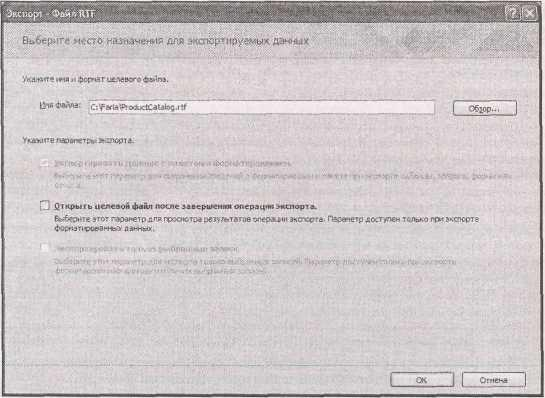 Экспорт - Файл RTF
Выберите место назначения для экспортируемых данных
Укажите имя и формат целевого файла.
Имя файла:
C:\Faria\ProductCatalog.rtf
Обзор...
Укажите параметры экспорта.
данные с макетом и форматированием.
Выберите этот параметр для сохранения сведений о форматировании и макете при экспорте таблицы, запроса, формы или
отчета.
Открыть целевой файл после завершения операции экспорта.
Выберите этот параметр для просмотра результатов операции экспорта. Параметр доступен только при экспорте
форматированных данных.
Экспортировать только выбранные записи.
Выберите этот параметр для экспорта только выбранных записей. Параметр доступен только при экспорте
форматированных данных и наличии выбранных записей.
OK
Отмена